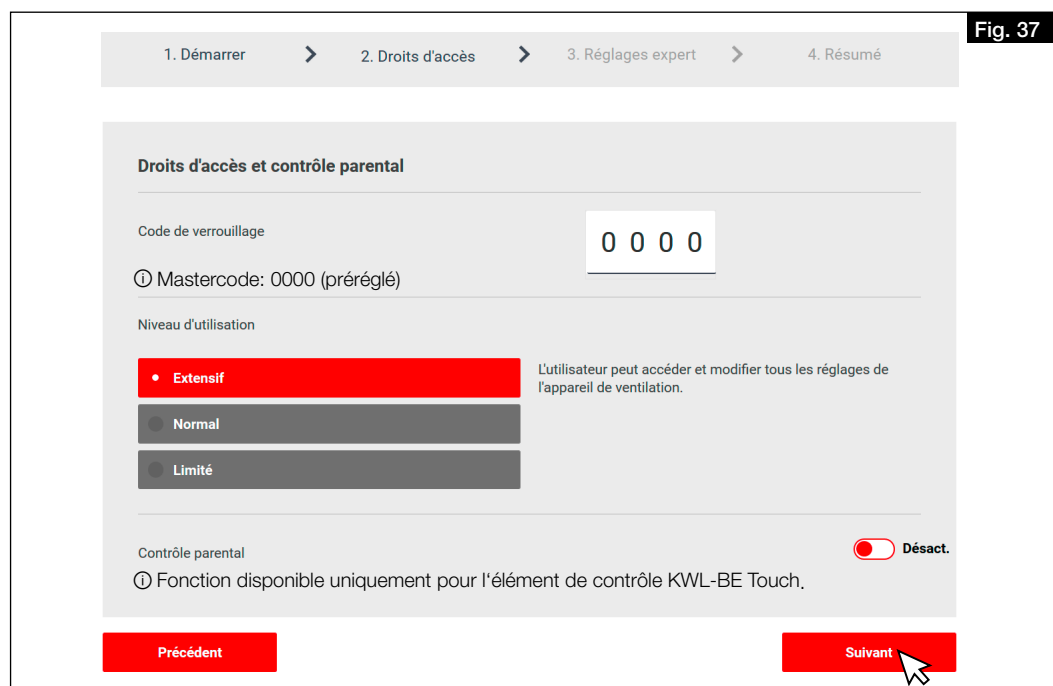 Fig. 37
1. Démarrer > 2. Droits d'accès > 3. Réglages expert > 4. Résumé
Droits d'accès et contrôle parental
Code de verrouillage
0 0 0 0
ⓘ Mastercode: 0000 (préréglé)
Niveau d'utilisation
Extensif
L'utilisateur peut accéder et modifier tous les réglages de
l'appareil de ventilation.
Normal
Limité
Contrôle parental
Désact.
ⓘ Fonction disponible uniquement pour l‘élément de contrôle KWL-BE Touch.
Précédent
Suivant